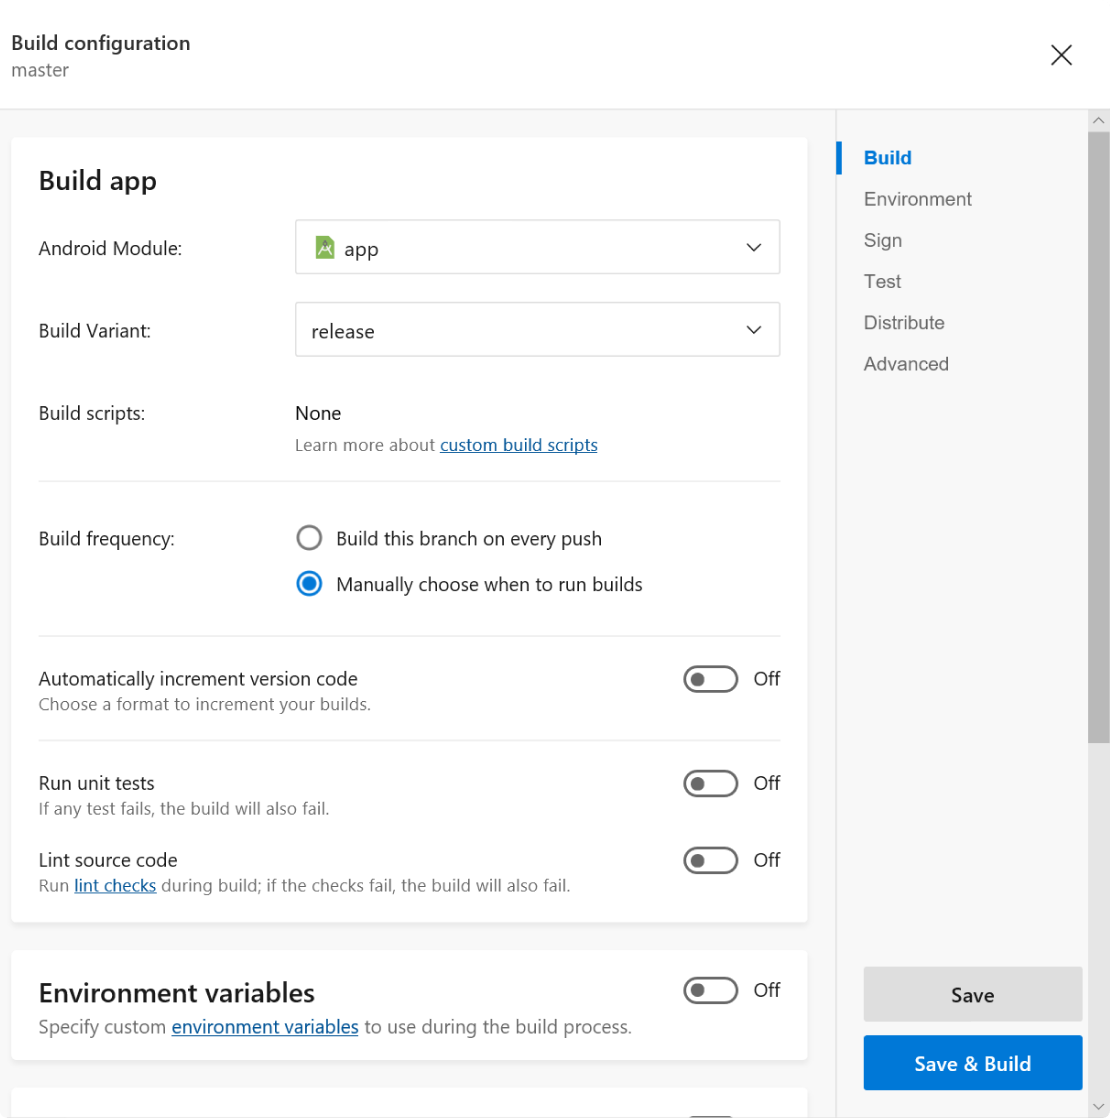 Build configuration
master
Build app
Android Module:
app
Build Variant:
release
Build scripts:
None
Learn more about custom build scripts
Build frequency:
Build this branch on every push
Manually choose when to run builds
Automatically increment version code
Off
Choose a format to increment your builds.
Run unit tests
Off
If any test fails, the build will also fail.
Lint source code
Off
Run lint checks during build; if the checks fail, the build will also fail.
Environment variables
Off
Specify custom environment variables to use during the build process.
Build
Environment
Sign
Test
Distribute
Advanced
Save
Save & Build